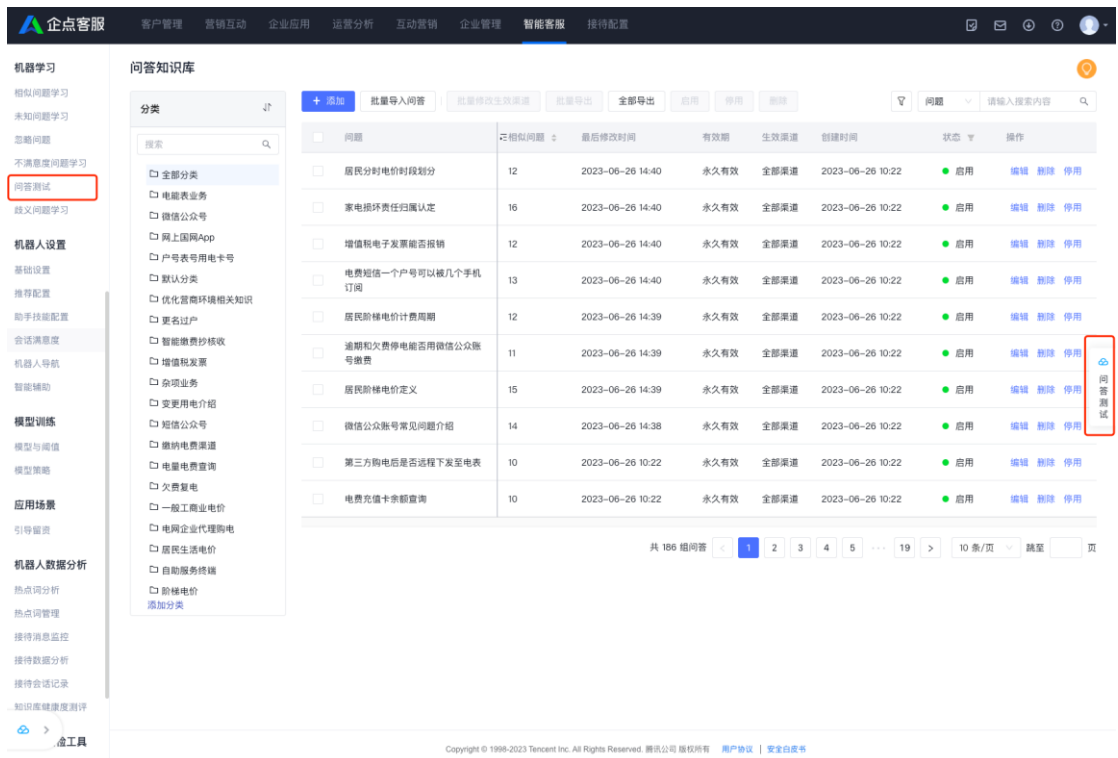 企点客服
客户管理 营销互动 企业应用 运营分析 互动营销 企业管理 智能客服 接待配置
机器学习
相似问题学习
未知问题学习
忽略问题
不满意度问题学习
问答测试
歧义问题学习
机器人设置
基础设置
推荐配置
助手技能配置
会话满意度
机器人导航
智能辅助
模型训练
模型与阈值
模型策略
应用场景
引导留资
机器人数据分析
热点词分析
热点词管理
接待消息监控
接待数据分析
接待会话记录
知识库健康度测评
检工具
问答知识库
分类
搜索
全部分类
电能表业务
微信公众号
网上国网App
户号表号用电卡号
默认分类
优化营商环境相关知识
更名过户
智能缴费抄核收
增值税发票
杂项业务
变更用电介绍
短信公众号
缴纳电费渠道
电量电费查询
欠费复电
一般工商业电价
电网企业代理购电
居民生活电价
自助服务终端
阶梯电价
添加分类
+ 添加 批量导入问答 批量修改生效渠道 批量导出 全部导出 启用 停用 删除 问题 请输入搜索内容
问题 相似问题 最后修改时间 有效期 生效渠道 创建时间 状态 操作
居民分时电价时段划分 12 2023-06-26 14:40 永久有效 全部渠道 2023-06-26 10:22 启用 编辑 删除 停用
家电损坏责任归属认定 16 2023-06-26 14:40 永久有效 全部渠道 2023-06-26 10:22 启用 编辑 删除 停用
增值税电子发票能否报销 12 2023-06-26 14:40 永久有效 全部渠道 2023-06-26 10:22 启用 编辑 删除 停用
电费短信一个户号可以被几个手机
订阅 13 2023-06-26 14:40 永久有效 全部渠道 2023-06-26 10:22 启用 编辑 删除 停用
居民阶梯电价计费周期 12 2023-06-26 14:39 永久有效 全部渠道 2023-06-26 10:22 启用 编辑 删除 停用
逾期和欠费停电能否用微信公众账
号缴费 11 2023-06-26 14:39 永久有效 全部渠道 2023-06-26 10:22 启用 编辑 删除 停用
居民阶梯电价定义 15 2023-06-26 14:39 永久有效 全部渠道 2023-06-26 10:22 启用 编辑 删除 停用
微信公众账号常见问题介绍 14 2023-06-26 14:38 永久有效 全部渠道 2023-06-26 10:22 启用 编辑 删除 停用
第三方购电后是否远程下发至电表 10 2023-06-26 10:22 永久有效 全部渠道 2023-06-26 10:22 启用 编辑 删除 停用
电费充值卡余额查询 10 2023-06-26 10:22 永久有效 全部渠道 2023-06-26 10:22 启用 编辑 删除 停用
共 186 组问答 < 1 2 3 4 5 ··· 19 > 10 条/页 跳至 页
问答测试
Copyright © 1998-2023 Tencent Inc. All Rights Reserved. 腾讯公司 版权所有 用户协议 | 安全白皮书